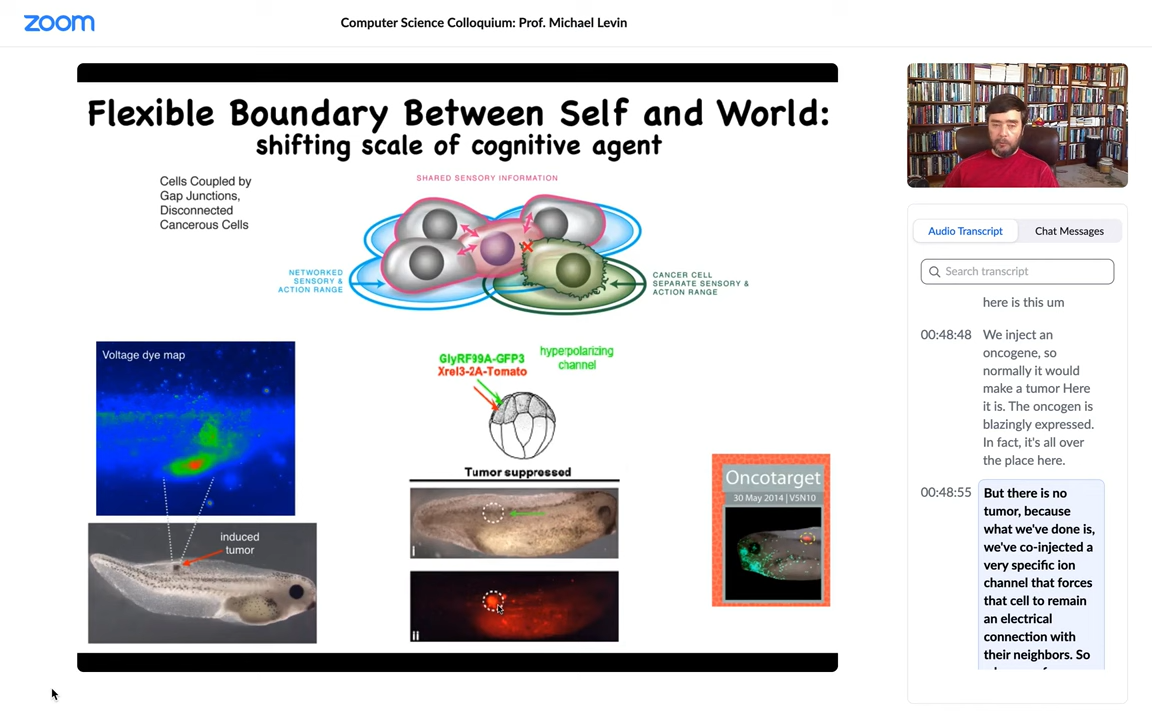 zoom
Computer Science Colloquium: Prof. Michael Levin
Flexible Boundary Between Self and World:
shifting scale of cognitive agent
Cells Coupled by
Gap Junctions,
Disconnected
Cancerous Cells
SHARED SENSORY INFORMATION
NETWORKED
SENSORY &
ACTION RANGE
CANCER CELL
SEPARATE SENSORY &
ACTION RANGE
Voltage dye map
induced
tumor
GlyRF99A-GFP3
Xrel3-2A-Tomato
hyperpolarizing
channel
Tumor suppressed
i
ii
Oncotarget
30 May 2014 | V5N10
Audio Transcript
Chat Messages
Search transcript
here is this um
00:48:48
We inject an
oncogene, so
normally it would
make a tumor Here
it is. The oncogen is
blazingly expressed.
In fact, it's all over
the place here.
00:48:55
But there is no
tumor, because
what we've done is,
we've co-injected a
very specific ion
channel that forces
that cell to remain
an electrical
connection with
their neighbors. So